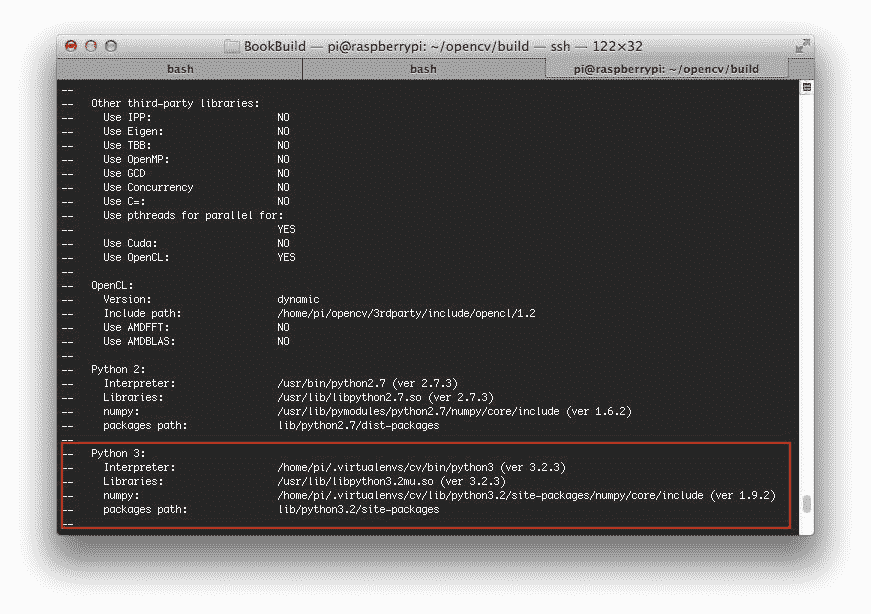 BookBuild — pi@raspberrypi: ~/opencv/build — ssh — 122×32
bash bash pi@raspberrypi: ~/opencv/build
--
-- Other third-party libraries:
-- Use IPP: NO
-- Use Eigen: NO
-- Use TBB: NO
-- Use OpenMP: NO
-- Use GCD NO
-- Use Concurrency NO
-- Use C=: NO
-- Use pthreads for parallel for:
-- YES
-- Use Cuda: NO
-- Use OpenCL: YES
--
-- OpenCL:
-- Version: dynamic
-- Include path: /home/pi/opencv/3rdparty/include/opencl/1.2
-- Use AMDFFT: NO
-- Use AMDBLAS: NO
--
-- Python 2:
-- Interpreter: /usr/bin/python2.7 (ver 2.7.3)
-- Libraries: /usr/lib/libpython2.7.so (ver 2.7.3)
-- numpy: /usr/lib/pymodules/python2.7/numpy/core/include (ver 1.6.2)
-- packages path: lib/python2.7/dist-packages
--
-- Python 3:
-- Interpreter: /home/pi/.virtualenvs/cv/bin/python3 (ver 3.2.3)
-- Libraries: /usr/lib/libpython3.2mu.so (ver 3.2.3)
-- numpy: /home/pi/.virtualenvs/cv/lib/python3.2/site-packages/numpy/core/include (ver 1.9.2)
-- packages path: lib/python3.2/site-packages
--